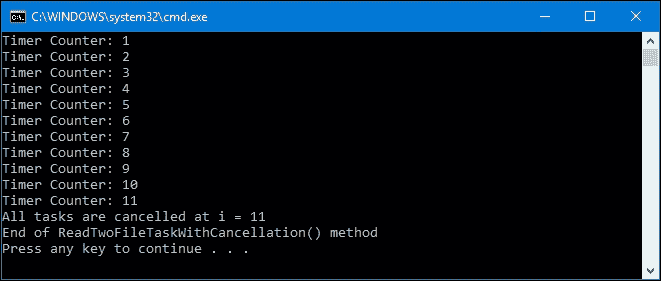 C:\WINDOWS\system32\cmd.exe
Timer Counter: 1
Timer Counter: 2
Timer Counter: 3
Timer Counter: 4
Timer Counter: 5
Timer Counter: 6
Timer Counter: 7
Timer Counter: 8
Timer Counter: 9
Timer Counter: 10
Timer Counter: 11
All tasks are cancelled at i = 11
End of ReadTwoFileTaskWithCancellation() method
Press any key to continue . . .